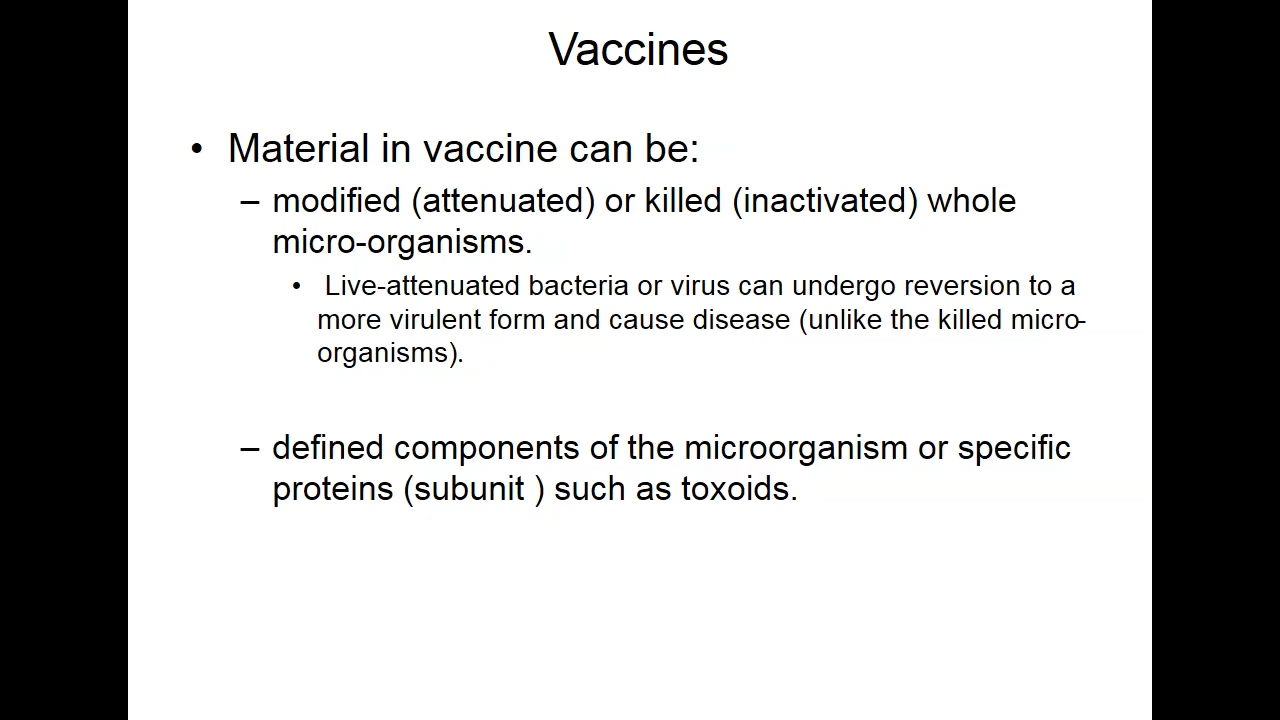 Vaccines
• Material in vaccine can be:
– modified (attenuated) or killed (inactivated) whole
micro-organisms.
• Live-attenuated bacteria or virus can undergo reversion to a
more virulent form and cause disease (unlike the killed micro-
organisms).
– defined components of the microorganism or specific
proteins (subunit ) such as toxoids.